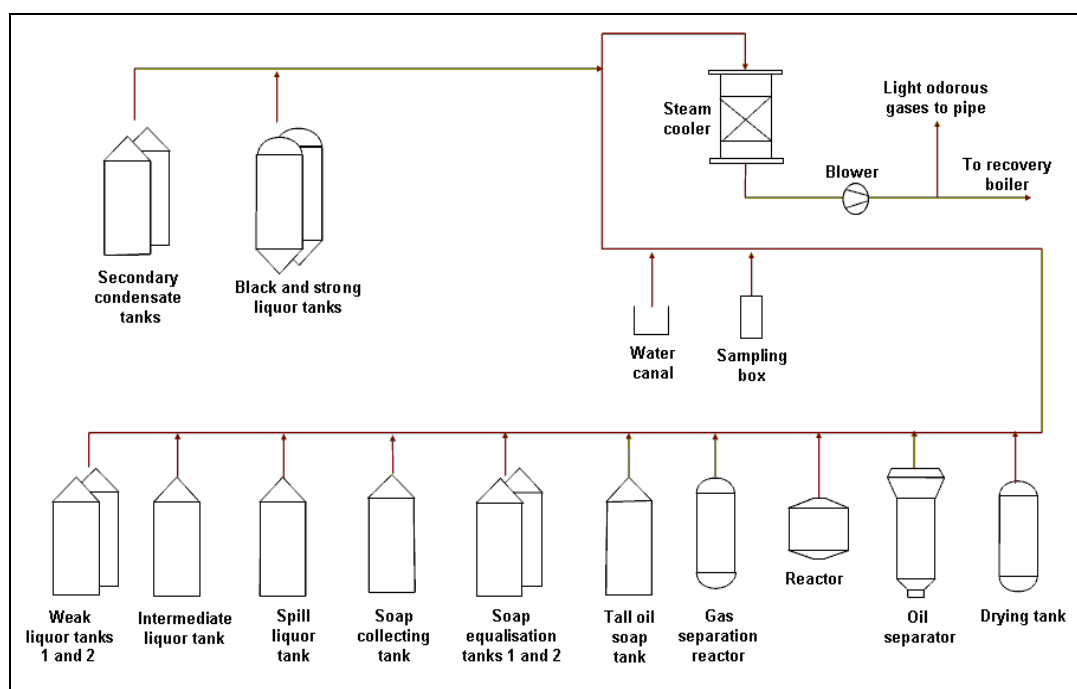 Steam
cooler
Light odorous
gases to pipe
Blower
To recovery
boiler
Secondary
condensate
tanks
Black and strong
liquor tanks
Water
canal
Sampling
box
Weak
liquor tanks
1 and 2
Intermediate
liquor tank
Spill
liquor
tank
Soap
collecting
tank
Soap
equalisation
tanks 1 and 2
Tall oil
soap
tank
Gas
separation
reactor
Reactor
Oil
separator
Drying tank